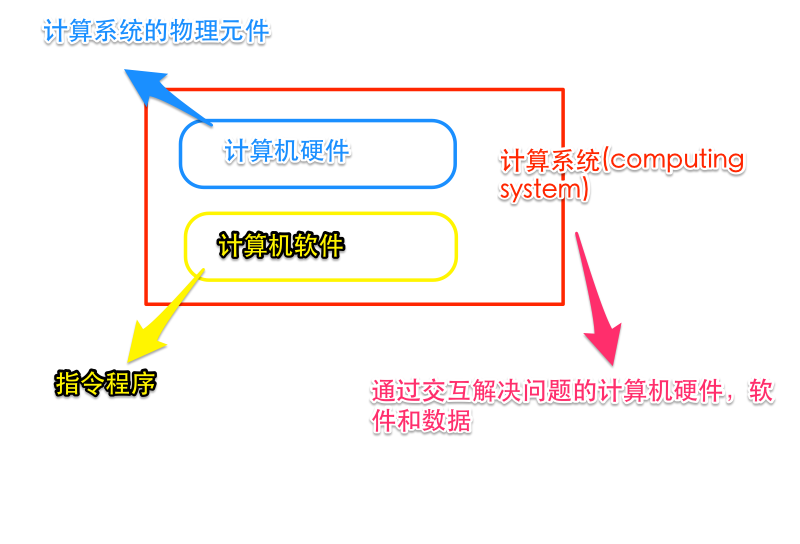 计算系统的物理元件
计算机硬件
计算系统(computing
system)
计算机软件
指令程序
通过交互解决问题的计算机硬件，软
件和数据